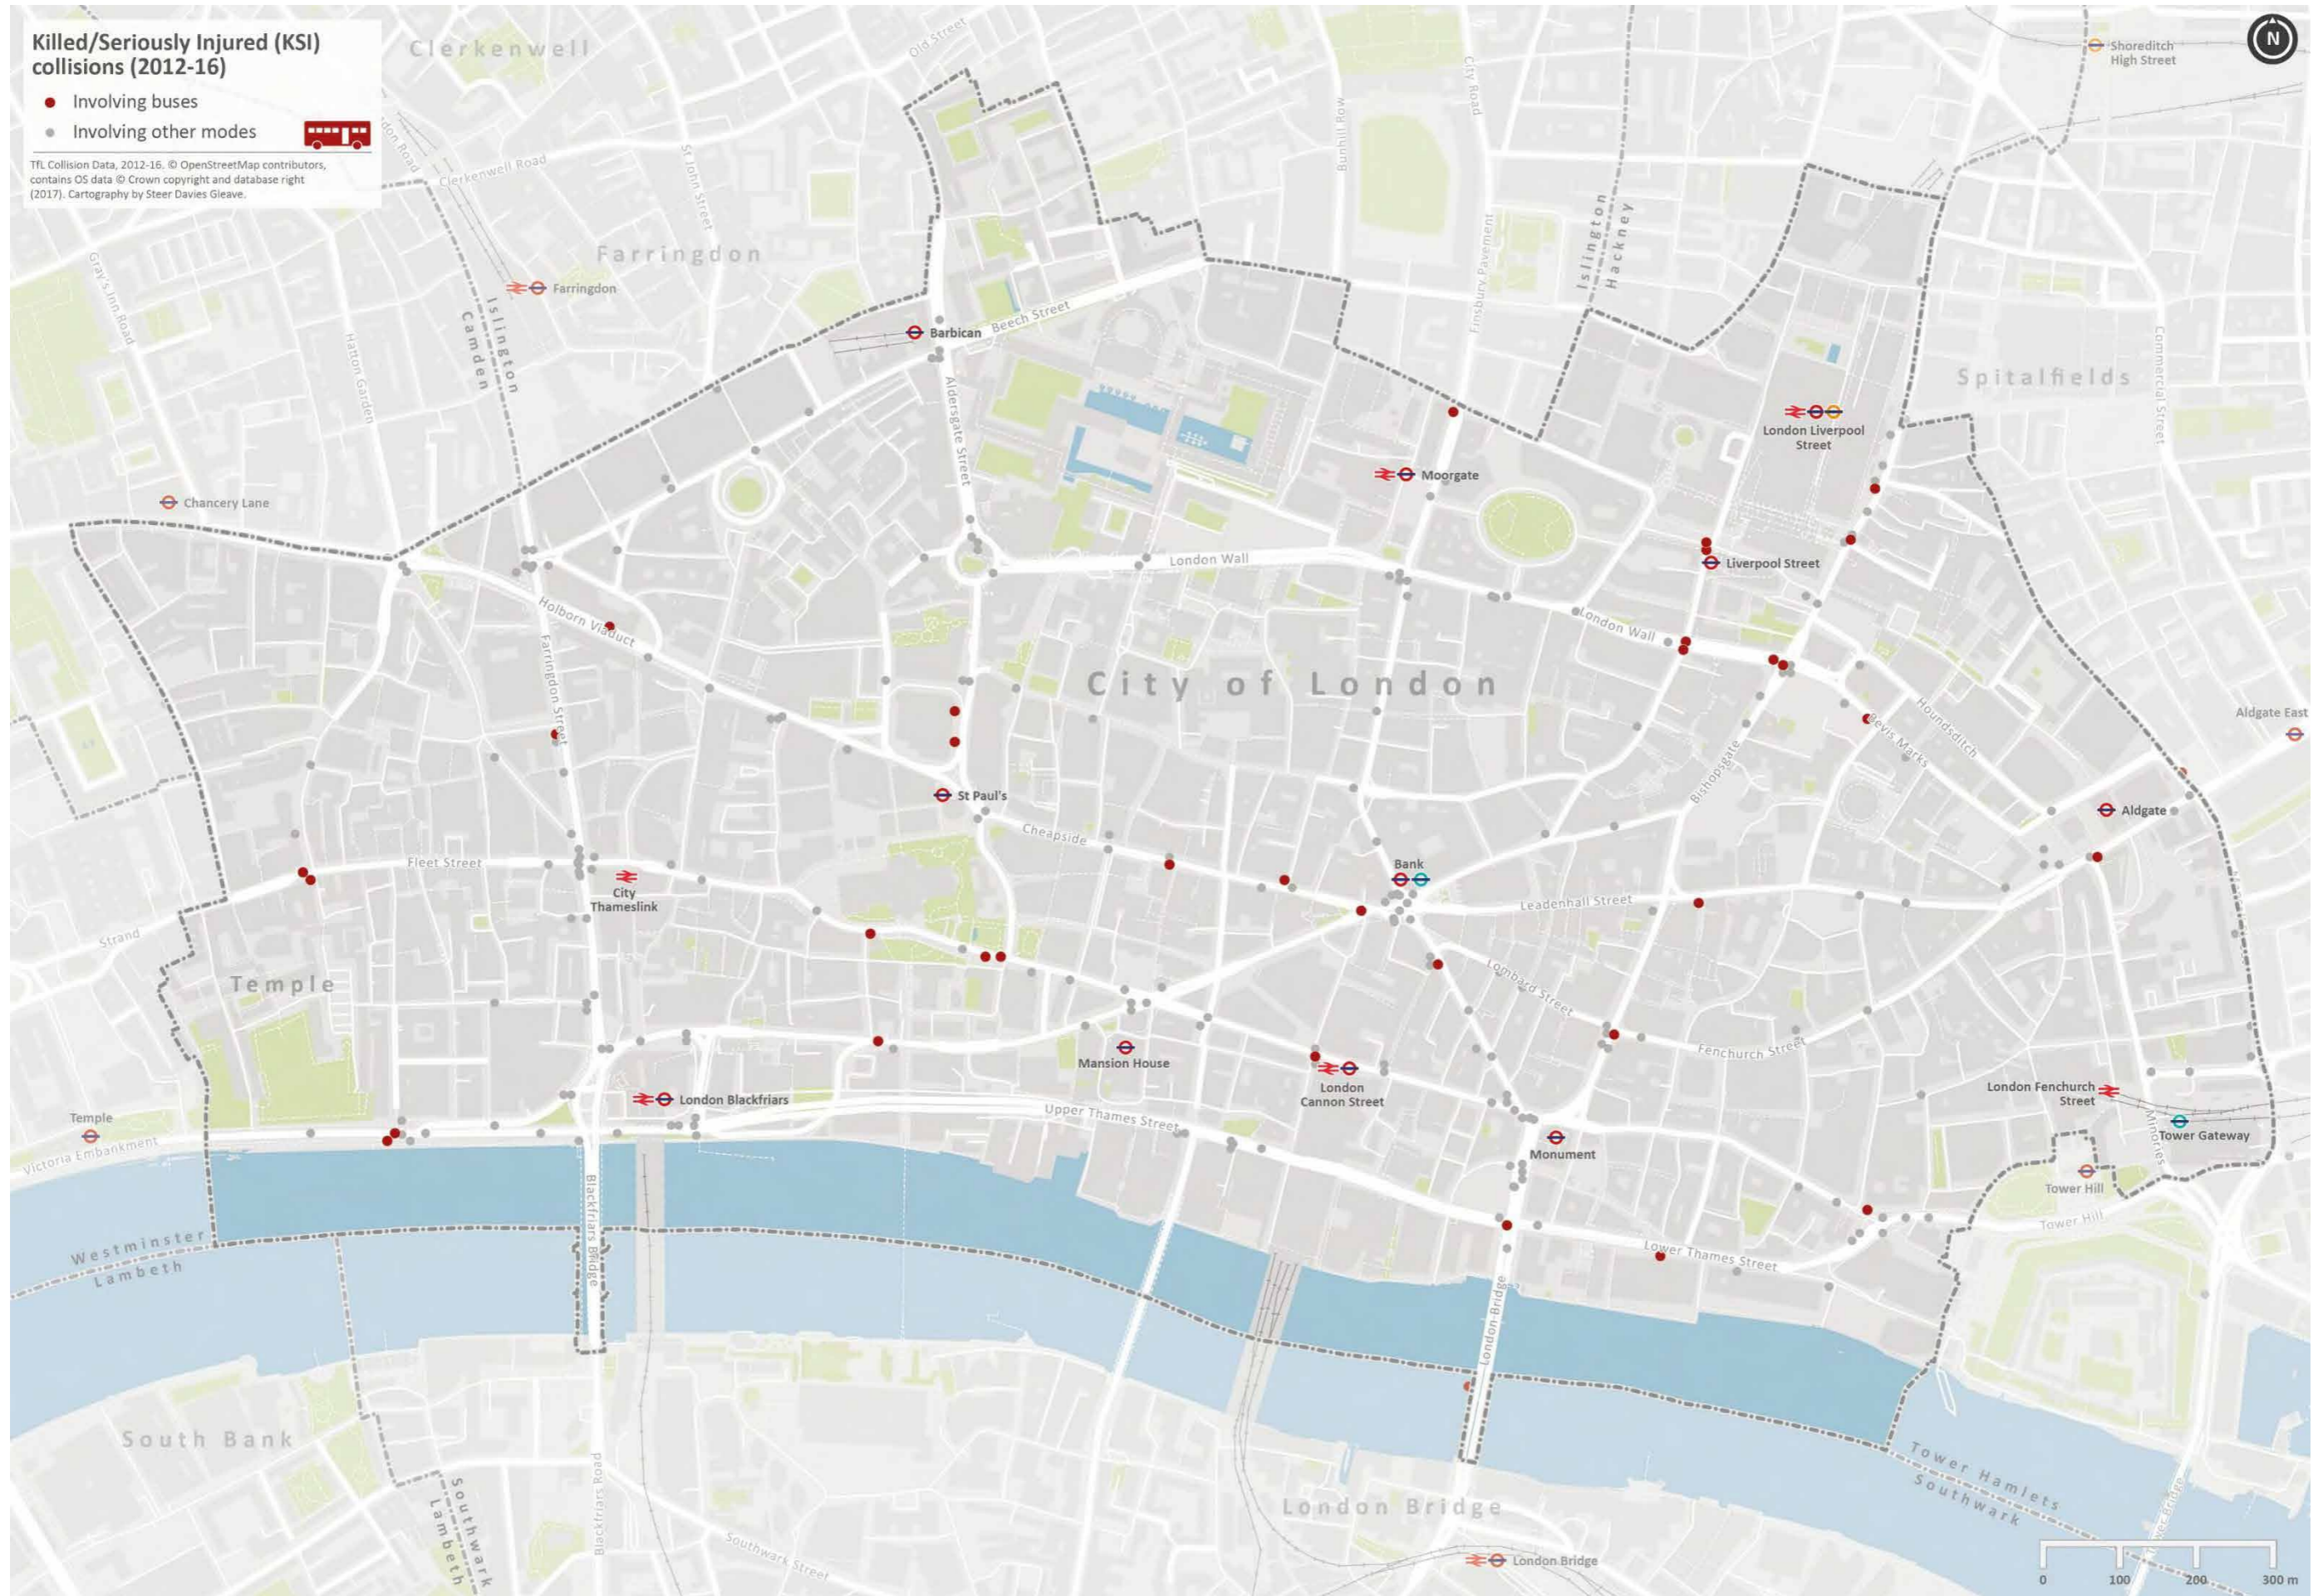 Killed/Seriously Injured (KSI)
collisions (2012-16)
Involving buses
Involving other modes
TfL Collision Data, 2012-16. © OpenStreetMap contributors,
contains OS data © Crown copyright and database right
(2017). Cartography by Steer Davies Gleave.
N
Clerkenwell
Old Street
City Road
Shoreditch
High Street
Bunhill Row
Clerkenwell Road
St John Street
Farringdon
Islington
Hackney
Finsbury Pavement
Gray's Inn Road
Hatton Garden
Islington
Camden
Farringdon
Barbican
Beech Street
Aldersgate Street
Spitalfields
Commercial Street
London Liverpool
Street
Moorgate
Chancery Lane
London Wall
Liverpool Street
Holborn Viaduct
London Wall
Farringdon Street
City of London
Houndsditch
Bevis Marks
Bishopsgate
Aldgate East
St Paul's
Aldgate
Cheapside
Fleet Street
Bank
City
Thameslink
Leadenhall Street
Strand
Temple
Lombard Street
Mansion House
Fenchurch Street
London
Cannon Street
London Fenchurch
Street
London Blackfriars
Temple
Upper Thames Street
Minories
Tower Gateway
Victoria Embankment
Monument
Tower Hill
Tower Hill
Blackfriars Bridge
Westminster
Lambeth
Lower Thames Street
London Bridge
South Bank
Tower Hamlets
Southwark
Southwark
Lambeth
Blackfriars Road
London Bridge
Southwark Street
London Bridge
Tower Bridge
0 100 200 300 m